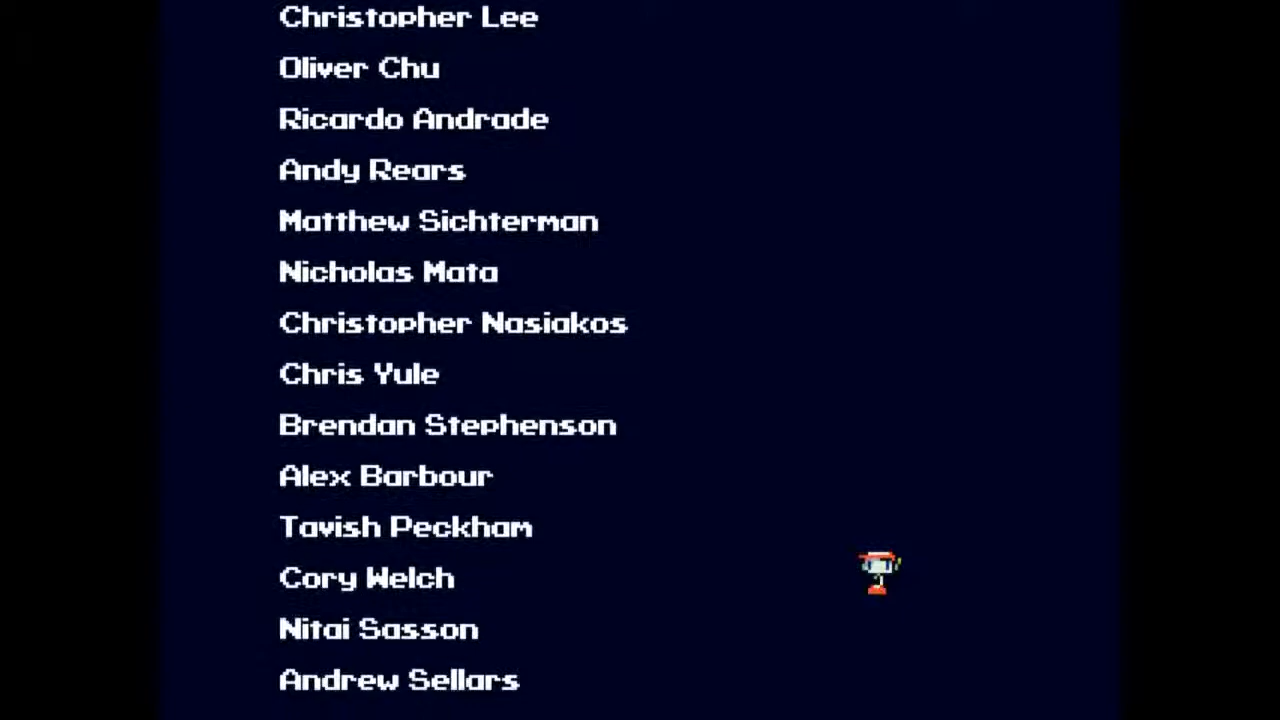 Christopher Lee
Oliver Chu
Ricardo Andrade
Andy Rears
Matthew Sichterman
Nicholas Mata
Christopher Nasiakos
Chris Yule
Brendan Stephenson
Alex Barbour
Tavish Peckham
Cory Welch
Nitai Sasson
Andrew Sellars